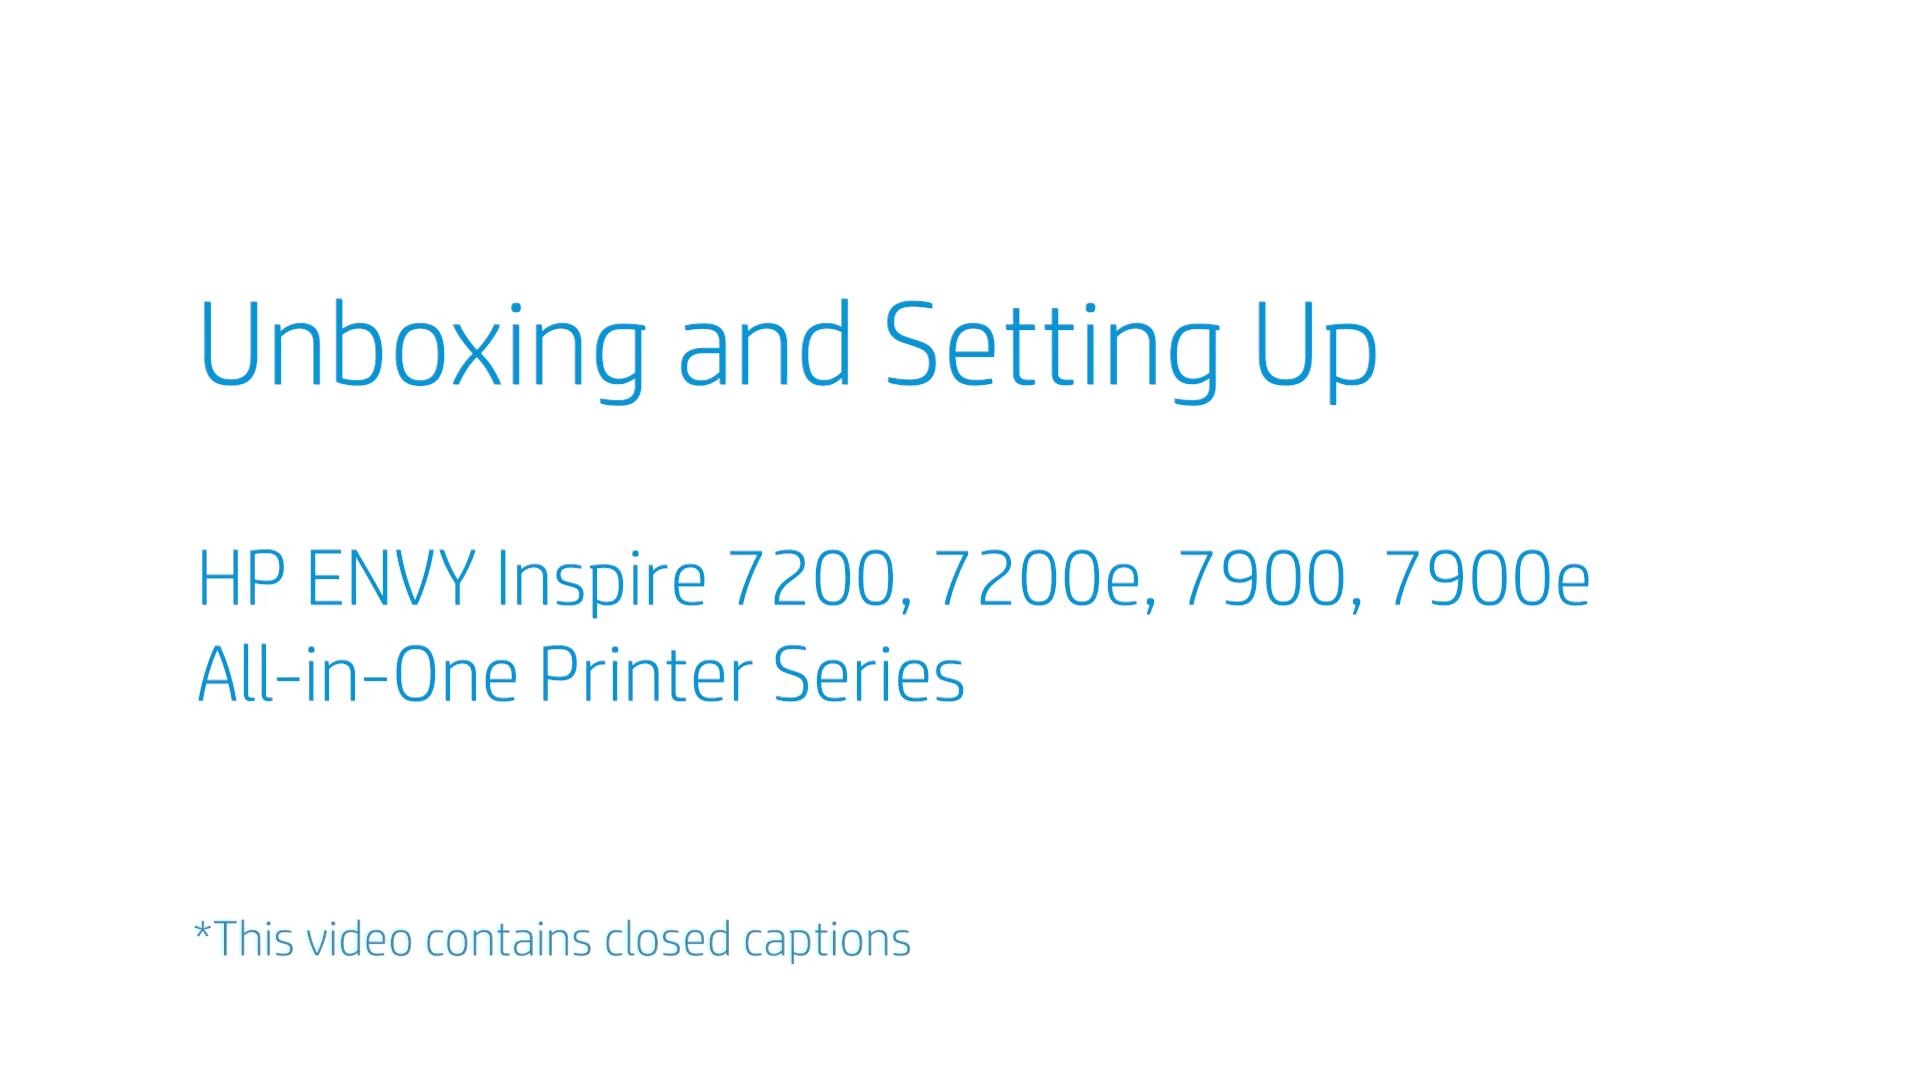 Unboxing and Setting Up
HP ENVY Inspire 7200, 7200e, 7900, 7900e
All-in-One Printer Series
*This video contains closed captions